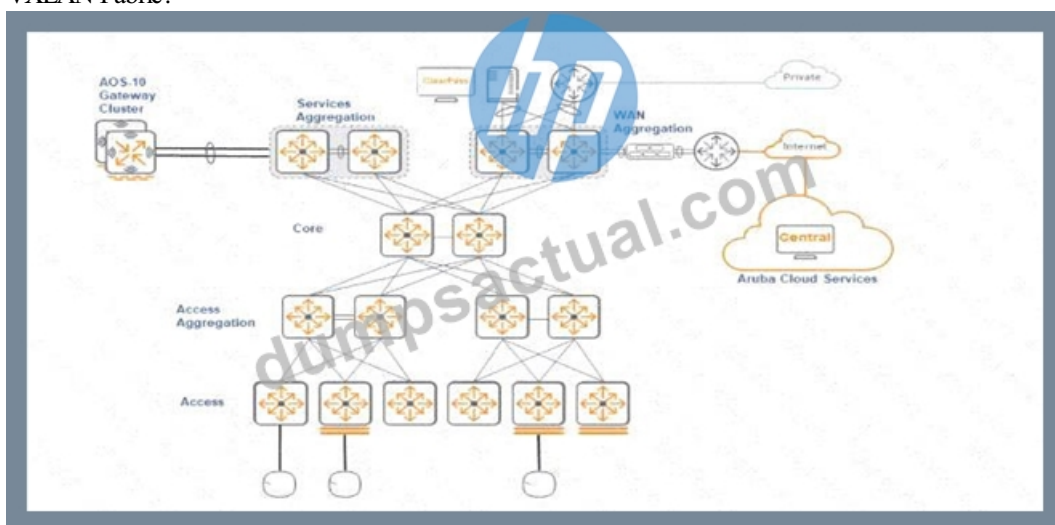 VXLAN Fabric?
AOS-10
Gateway
Cluster
Services
Aggregation
ClearPass
hp
WAN
Aggregation
Private
Internet
Central
Aruba Cloud Services
Core
Access
Aggregation
Access
dumpsactual.com